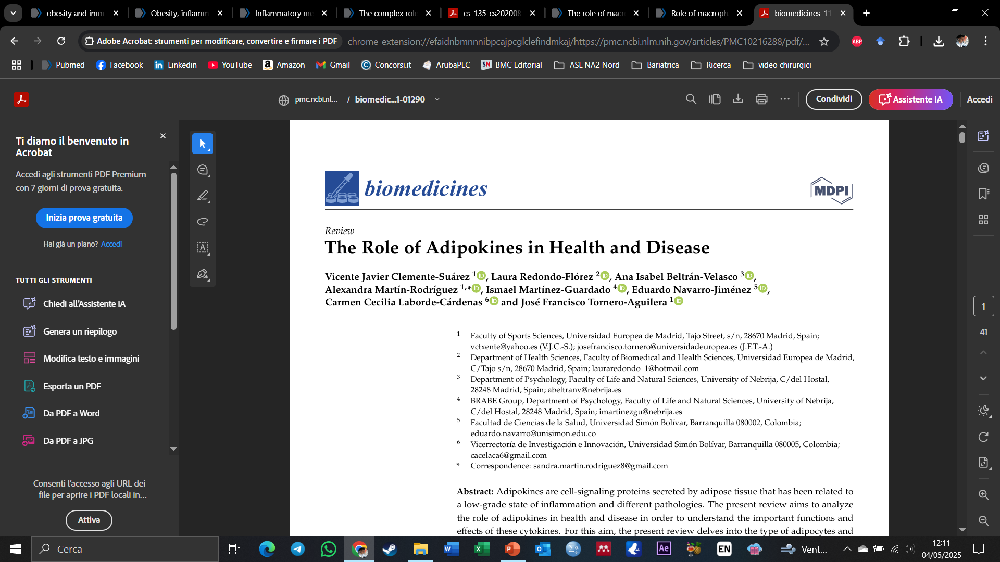 obesity and imm
Obesity, inflamm
Inflammatory me
The complex role
cs-135-cs202008
The role of macr
Role of macroph
biomedicines-11
Adobe Acrobat: strumenti per modificare, convertire e firmare i PDF
chrome-extension://efaidnbmnnnibpcajpcglclefindmkaj/https://pmc.ncbi.nlm.nih.gov/articles/PMC10216288/pdf/...
ABP
Pubmed
Facebook
Linkedin
YouTube
Amazon
Gmail
Concorsi.it
ArubaPEC
SN BMC Editorial
ASL NA2 Nord
Bariatrica
Ricerca
video chirurgici
pmc.ncbi.nl... / biomedic...1-01290
Condividi
Assistente IA
Accedi
Ti diamo il benvenuto in
Acrobat
Accedi agli strumenti PDF Premium
con 7 giorni di prova gratuita.
Inizia prova gratuita
Hai già un piano? Accedi
TUTTI GLI STRUMENTI
Chiedi all'Assistente IA
Genera un riepilogo
Modifica testo e immagini
Esporta un PDF
Da PDF a Word
Da PDF a JPG
Consenti l'accesso agli URL dei
file per aprire i PDF locali in...
Attiva
biomedicines
MDPI
Review
The Role of Adipokines in Health and Disease
Vicente Javier Clemente-Suárez 1, Laura Redondo-Flórez 2, Ana Isabel Beltrán-Velasco 3,
Alexandra Martín-Rodríguez 1,*, Ismael Martínez-Guardado 4, Eduardo Navarro-Jiménez 5,
Carmen Cecilia Laborde-Cárdenas 6 and José Francisco Tornero-Aguilera 1
1 Faculty of Sports Sciences, Universidad Europea de Madrid, Tajo Street, s/n, 28670 Madrid, Spain;
vctxente@yahoo.es (V.J.C.-S.); josefrancisco.tornero@universidadeuropea.es (J.F.T.-A.)
2 Department of Health Sciences, Faculty of Biomedical and Health Sciences, Universidad Europea de Madrid,
C/Tajo s/n, 28670 Madrid, Spain; lauraredondo_1@hotmail.com
3 Department of Psychology, Faculty of Life and Natural Sciences, University of Nebrija, C/del Hostal,
28248 Madrid, Spain; abeltranv@nebrija.es
4 BRABE Group, Department of Psychology, Faculty of Life and Natural Sciences, University of Nebrija,
C/del Hostal, 28248 Madrid, Spain; imartinezgu@nebrija.es
5 Facultad de Ciencias de la Salud, Universidad Simón Bolívar, Barranquilla 080002, Colombia;
eduardo.navarro@unisimon.edu.co
6 Vicerrectoría de Investigación e Innovación, Universidad Simón Bolívar, Barranquilla 080005, Colombia;
cacelaca6@gmail.com
* Correspondence: sandra.martin.rodriguez8@gmail.com
Abstract: Adipokines are cell-signaling proteins secreted by adipose tissue that has been related to
a low-grade state of inflammation and different pathologies. The present review aims to analyze
the role of adipokines in health and disease in order to understand the important functions and
effects of these cytokines. For this aim, the present review delves into the type of adipocytes and
1
41
Cerca
Ae
EN
Vent...
12:11
04/05/2025